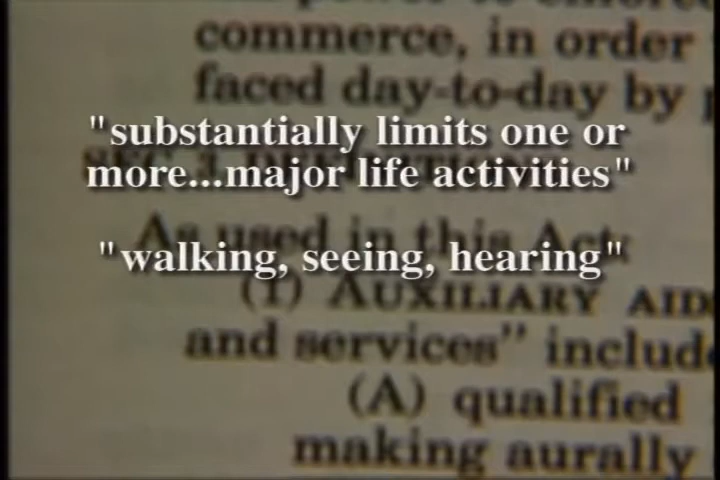 commerce, in order
faced day-to-day by
"substantially limits one or
more...major life activities"
As used in this Act:
"walking, seeing, hearing"
(1) AUXILIARY AID
and services" include
(A) qualified
making aurally